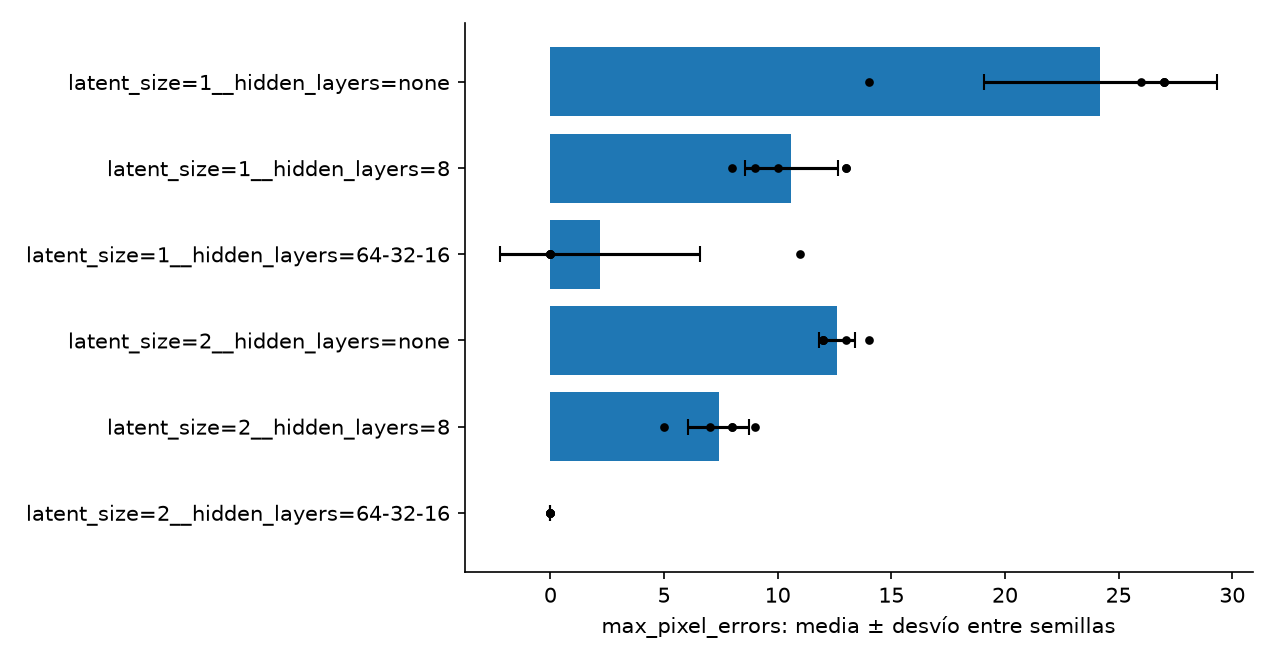 latent_size=1__hidden_layers=none
latent_size=1__hidden_layers=8
latent_size=1__hidden_layers=64-32-16
latent_size=2__hidden_layers=none
latent_size=2__hidden_layers=8
latent_size=2__hidden_layers=64-32-16
0 5 10 15 20 25 30
max_pixel_errors: media ± desvío entre semillas